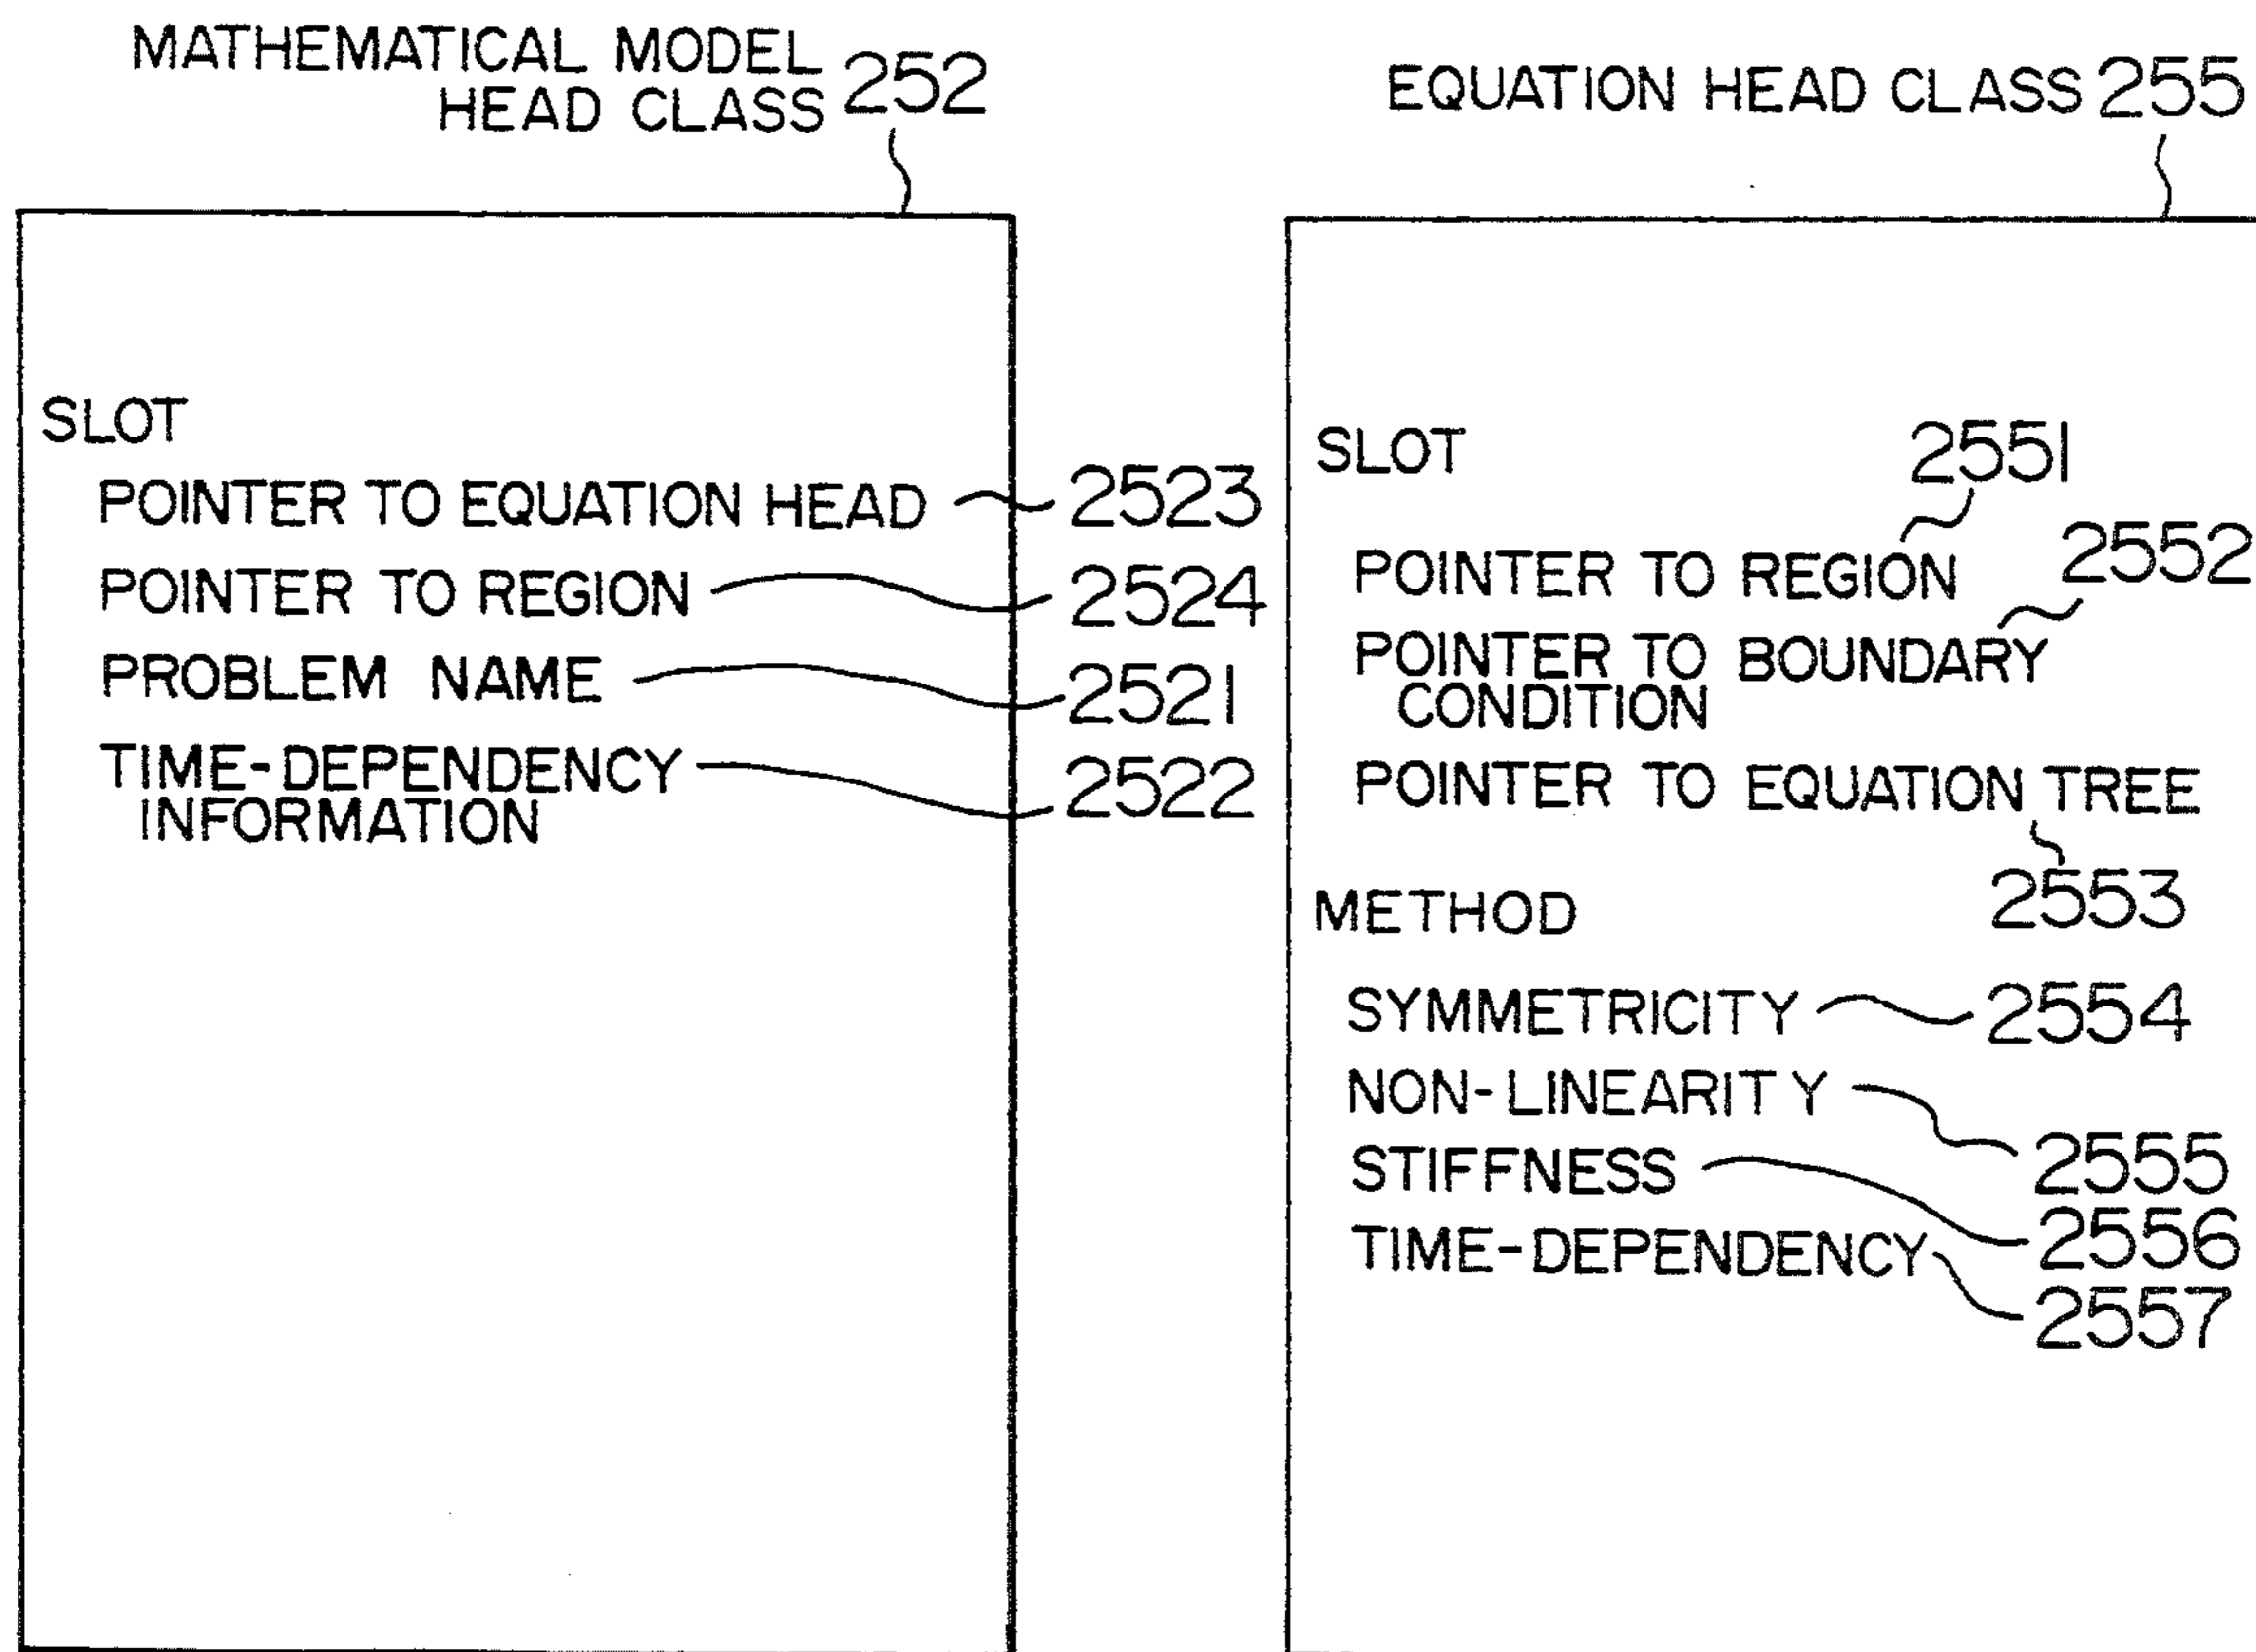 MATHEMATICAL MODEL
HEAD CLASS 252
SLOT
POINTER TO EQUATION HEAD 2523
POINTER TO REGION 2524
PROBLEM NAME 2521
TIME-DEPENDENCY 2522
INFORMATION
EQUATION HEAD CLASS 255
SLOT
2551
POINTER TO REGION
2552
POINTER TO BOUNDARY
CONDITION
POINTER TO EQUATION TREE
2553
METHOD
SYMMETRICITY 2554
NON-LINEARITY 2555
STIFFNESS 2556
TIME-DEPENDENCY 2557